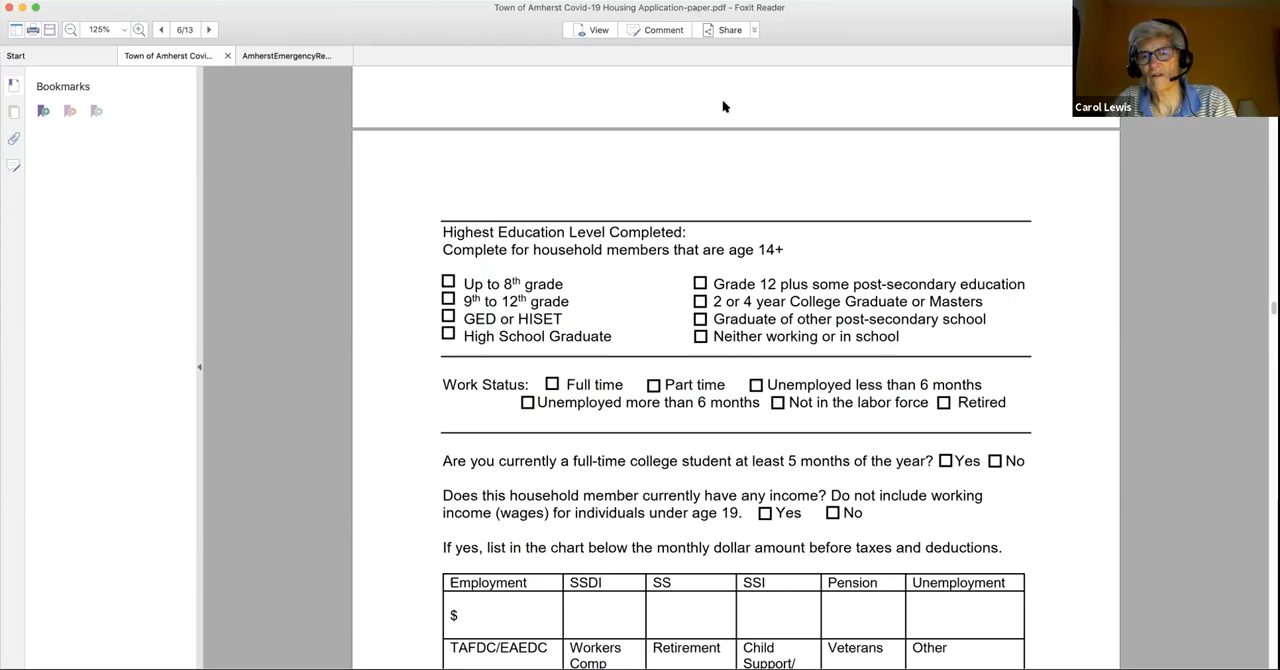 Town of Amherst Covid-19 Housing Application-paper.pdf - Foxit Reader
125%
6/13
View
Comment
Share
Start
Town of Amherst Covi...
AmherstEmergencyRe...
Bookmarks
Carol Lewis
Highest Education Level Completed:
Complete for household members that are age 14+
Up to 8th grade
Grade 12 plus some post-secondary education
9th to 12th grade
2 or 4 year College Graduate or Masters
GED or HISET
Graduate of other post-secondary school
High School Graduate
Neither working or in school
Work Status: Full time Part time Unemployed less than 6 months
Unemployed more than 6 months Not in the labor force Retired
Are you currently a full-time college student at least 5 months of the year? Yes No
Does this household member currently have any income? Do not include working
income (wages) for individuals under age 19. Yes No
If yes, list in the chart below the monthly dollar amount before taxes and deductions.
Employment SSDI SS SSI Pension Unemployment
$
TAFDC/EAEDC Workers Retirement Child Veterans Other
Comp Support/